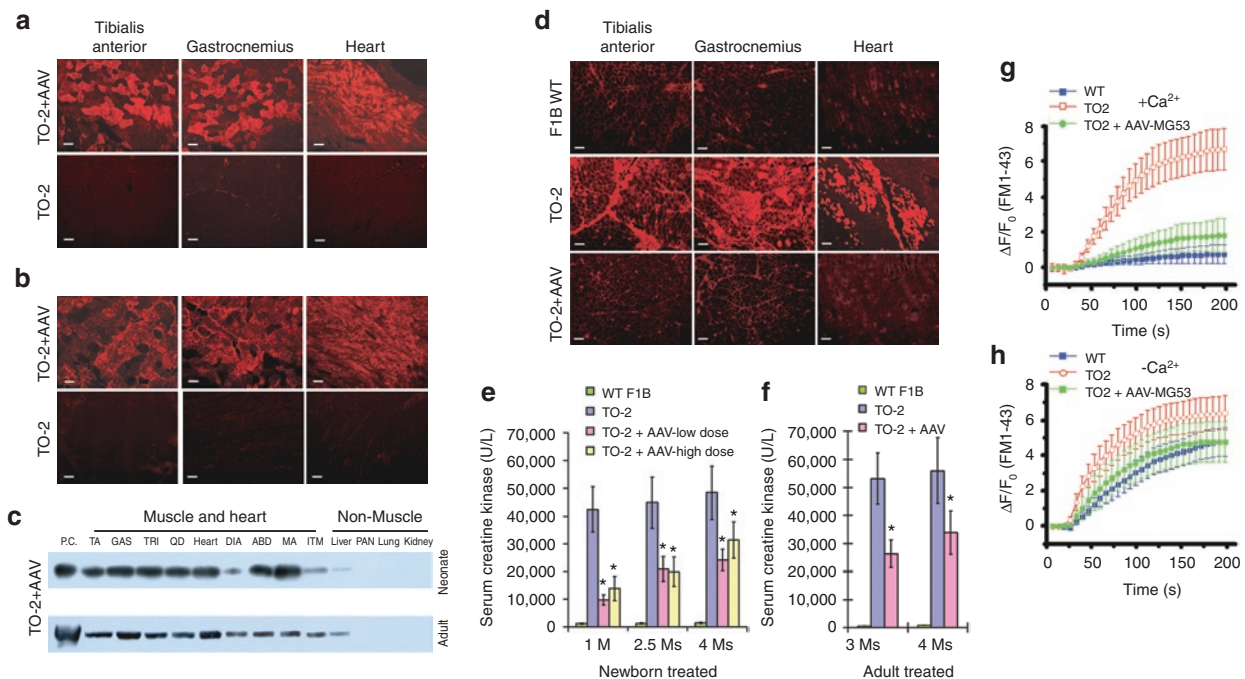 a
Tibialis
anterior
Gastrocnemius
Heart
TO-2+AAV
TO-2
b
TO-2+AAV
TO-2
c
Muscle and heart
Non-Muscle
P.C. TA GAS TRI QD Heart DIA ABD MA ITM Liver PAN Lung Kidney
TO-2+AAV
Neonate
Adult
d
Tibialis
anterior
Gastrocnemius
Heart
F1B WT
TO-2
TO-2+AAV
e
WT F1B
TO-2
TO-2 + AAV-low dose
TO-2 + AAV-high dose
Serum creatine kinase (U/L)
70,000
60,000
50,000
40,000
30,000
20,000
10,000
0
* * * * * *
1 M 2.5 Ms 4 Ms
Newborn treated
f
WT F1B
TO-2
TO-2 + AAV
Serum creatine kinase (U/L)
70,000
60,000
50,000
40,000
30,000
20,000
10,000
0
* *
3 Ms 4 Ms
Adult treated
g
WT
TO2
TO2 + AAV-MG53
+Ca²⁺
ΔF/F₀ (FM1-43)
8
6
4
2
0
0 50 100 150 200
Time (s)
h
WT
TO2
TO2 + AAV-MG53
-Ca²⁺
ΔF/F₀ (FM1-43)
8
6
4
2
0
0 50 100 150 200
Time (s)